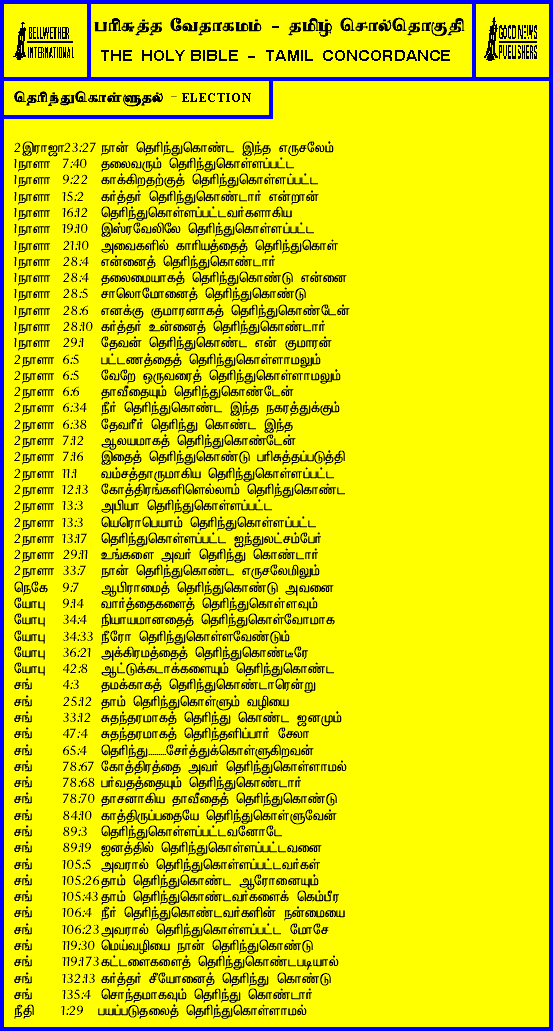 BELLWETHER
INTERNATIONAL
பரிசுத்த வேதாகமம் - தமிழ் சொல்தொகுதி
THE HOLY BIBLE - TAMIL CONCORDANCE
GOOD NEWS
PUBLISHERS
தெரிந்துகொள்ளுதல் - ELECTION
2இராஜா 23:27 நான் தெரிந்துகொண்ட இந்த எருசலேம்
1நாளா 7:40 தலைவரும் தெரிந்துகொள்ளப்பட்ட
1நாளா 9:22 காக்கிறதற்குத் தெரிந்துகொள்ளப்பட்ட
1நாளா 15:2 கர்த்தர் தெரிந்துகொண்டார் என்றான்
1நாளா 16:12 தெரிந்துகொள்ளப்பட்டவர்களாகிய
1நாளா 19:10 இஸ்ரவேலிலே தெரிந்துகொள்ளப்பட்ட
1நாளா 21:10 அவைகளில் காரியத்தைத் தெரிந்துகொள்
1நாளா 28:4 என்னைத் தெரிந்துகொண்டார்
1நாளா 28:4 தலைமையாகத் தெரிந்துகொண்டு என்னை
1நாளா 28:5 சாலொமோனைத் தெரிந்துகொண்டு
1நாளா 28:6 எனக்கு குமாரனாகத் தெரிந்துகொண்டேன்
1நாளா 28:10 கர்த்தர் உன்னைத் தெரிந்துகொண்டார்
1நாளா 29:1 தேவன் தெரிந்துகொண்ட என் குமாரன்
2நாளா 6:5 பட்டணத்தைத் தெரிந்துகொள்ளாமலும்
2நாளா 6:5 வேறே ஒருவரைத் தெரிந்துகொள்ளாமலும்
2நாளா 6:6 தாவீதையும் தெரிந்துகொண்டேன்
2நாளா 6:34 நீர் தெரிந்துகொண்ட இந்த நகரத்துக்கும்
2நாளா 6:38 தேவரீர் தெரிந்து கொண்ட இந்த
2நாளா 7:12 ஆலயமாகத் தெரிந்துகொண்டேன்
2நாளா 7:16 இதைத் தெரிந்துகொண்டு பரிசுத்தப்படுத்தி
2நாளா 11:1 வம்சத்தாருமாகிய தெரிந்துகொள்ளப்பட்ட
2நாளா 12:13 கோத்திரங்களிளெல்லாம் தெரிந்துகொண்ட
2நாளா 13:3 அபியா தெரிந்துகொள்ளப்பட்ட
2நாளா 13:3 யெரொபெயாம் தெரிந்துகொள்ளப்பட்ட
2நாளா 13:17 தெரிந்துகொள்ளப்பட்ட ஐந்துலட்சம்பேர்
2நாளா 29:11 உங்களை அவர் தெரிந்து கொண்டார்
2நாளா 33:7 நான் தெரிந்துகொண்ட எருசலேமிலும்
நெகே 9:7 ஆபிராமைத் தெரிந்துகொண்டு அவனை
யோபு 9:14 வார்த்தைகளைத் தெரிந்துகொள்ளவும்
யோபு 34:4 நியாயமானதைத் தெரிந்துகொள்வோமாக
யோபு 34:33 நீரோ தெரிந்துகொள்ளவேண்டும்
யோபு 36:21 அக்கிரமத்தைத் தெரிந்துகொண்டீரே
யோபு 42:8 ஆட்டுக்கடாக்களையும் தெரிந்துகொண்ட
சங் 4:3 தமக்காகத் தெரிந்துகொண்டாரென்று
சங் 25:12 தாம் தெரிந்துகொள்ளும் வழியை
சங் 33:12 சுதந்தரமாகத் தெரிந்து கொண்ட ஜனமும்
சங் 47:4 சுதந்தரமாகத் தெரிந்தளிப்பார் சேலா
சங் 65:4 தெரிந்து.........சேர்த்துக்கொள்ளுகிறவன்
சங் 78:67 கோத்திரத்தை அவர் தெரிந்துகொள்ளாமல்
சங் 78:68 பர்வதத்தையும் தெரிந்துகொண்டார்
சங் 78:70 தாசனாகிய தாவீதைத் தெரிந்துகொண்டு
சங் 84:10 காத்திருப்பதையே தெரிந்துகொள்ளுவேன்
சங் 89:3 தெரிந்துகொள்ளப்பட்டவனோடே
சங் 89:19 ஜனத்தில் தெரிந்துகொள்ளப்பட்டவனை
சங் 105:5 அவரால் தெரிந்துகொள்ளப்பட்டவர்கள்
சங் 105:26 தாம் தெரிந்துகொண்ட ஆரோனையும்
சங் 105:43 தாம் தெரிந்துகொண்டவர்களைக் கெம்பீர
சங் 106:4 நீர் தெரிந்துகொண்டவர்களின் நன்மையை
சங் 106:23 அவரால் தெரிந்துகொள்ளப்பட்ட மோசே
சங் 119:30 மெய்வழியை நான் தெரிந்துகொண்டு
சங் 119:173 கட்டளைகளைத் தெரிந்துகொண்டபடியால்
சங் 132:13 கர்த்தர் சீயோனைத் தெரிந்து கொண்டு
சங் 135:4 சொந்தமாகவும் தெரிந்து கொண்டார்
நீதி 1:29 பயப்படுதலைத் தெரிந்துகொள்ளாமல்